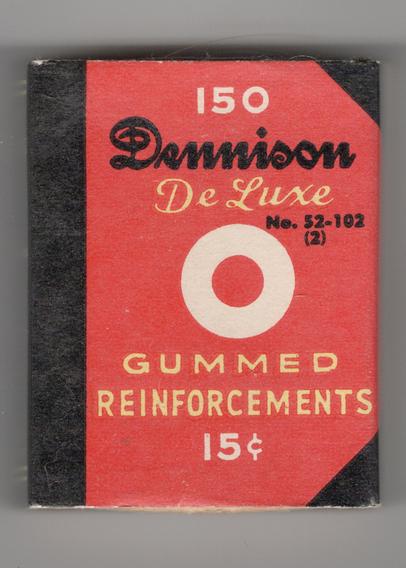 150
Dennison
De Luxe
No. 52-102
(2)
GUMMED
REINFORCEMENTS
15¢